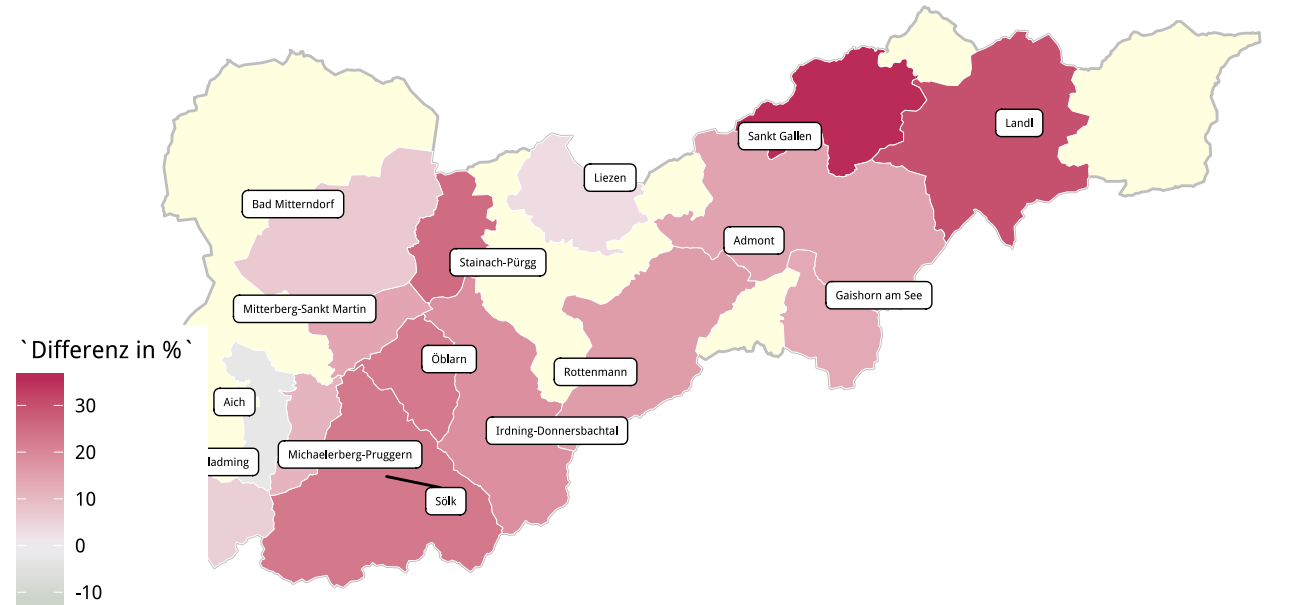 Landl
Sankt Gallen
Liezen
Bad Mitterndorf
Admont
Stainach-Pürgg
Gaishorn am See
Mitterberg-Sankt Martin
`Differenz in %`
Öblarn
Rottenmann
Aich
Irdning-Donnersbachtal
Michaelerberg-Pruggern
ladming
Sölk
30
20
10
0
-10